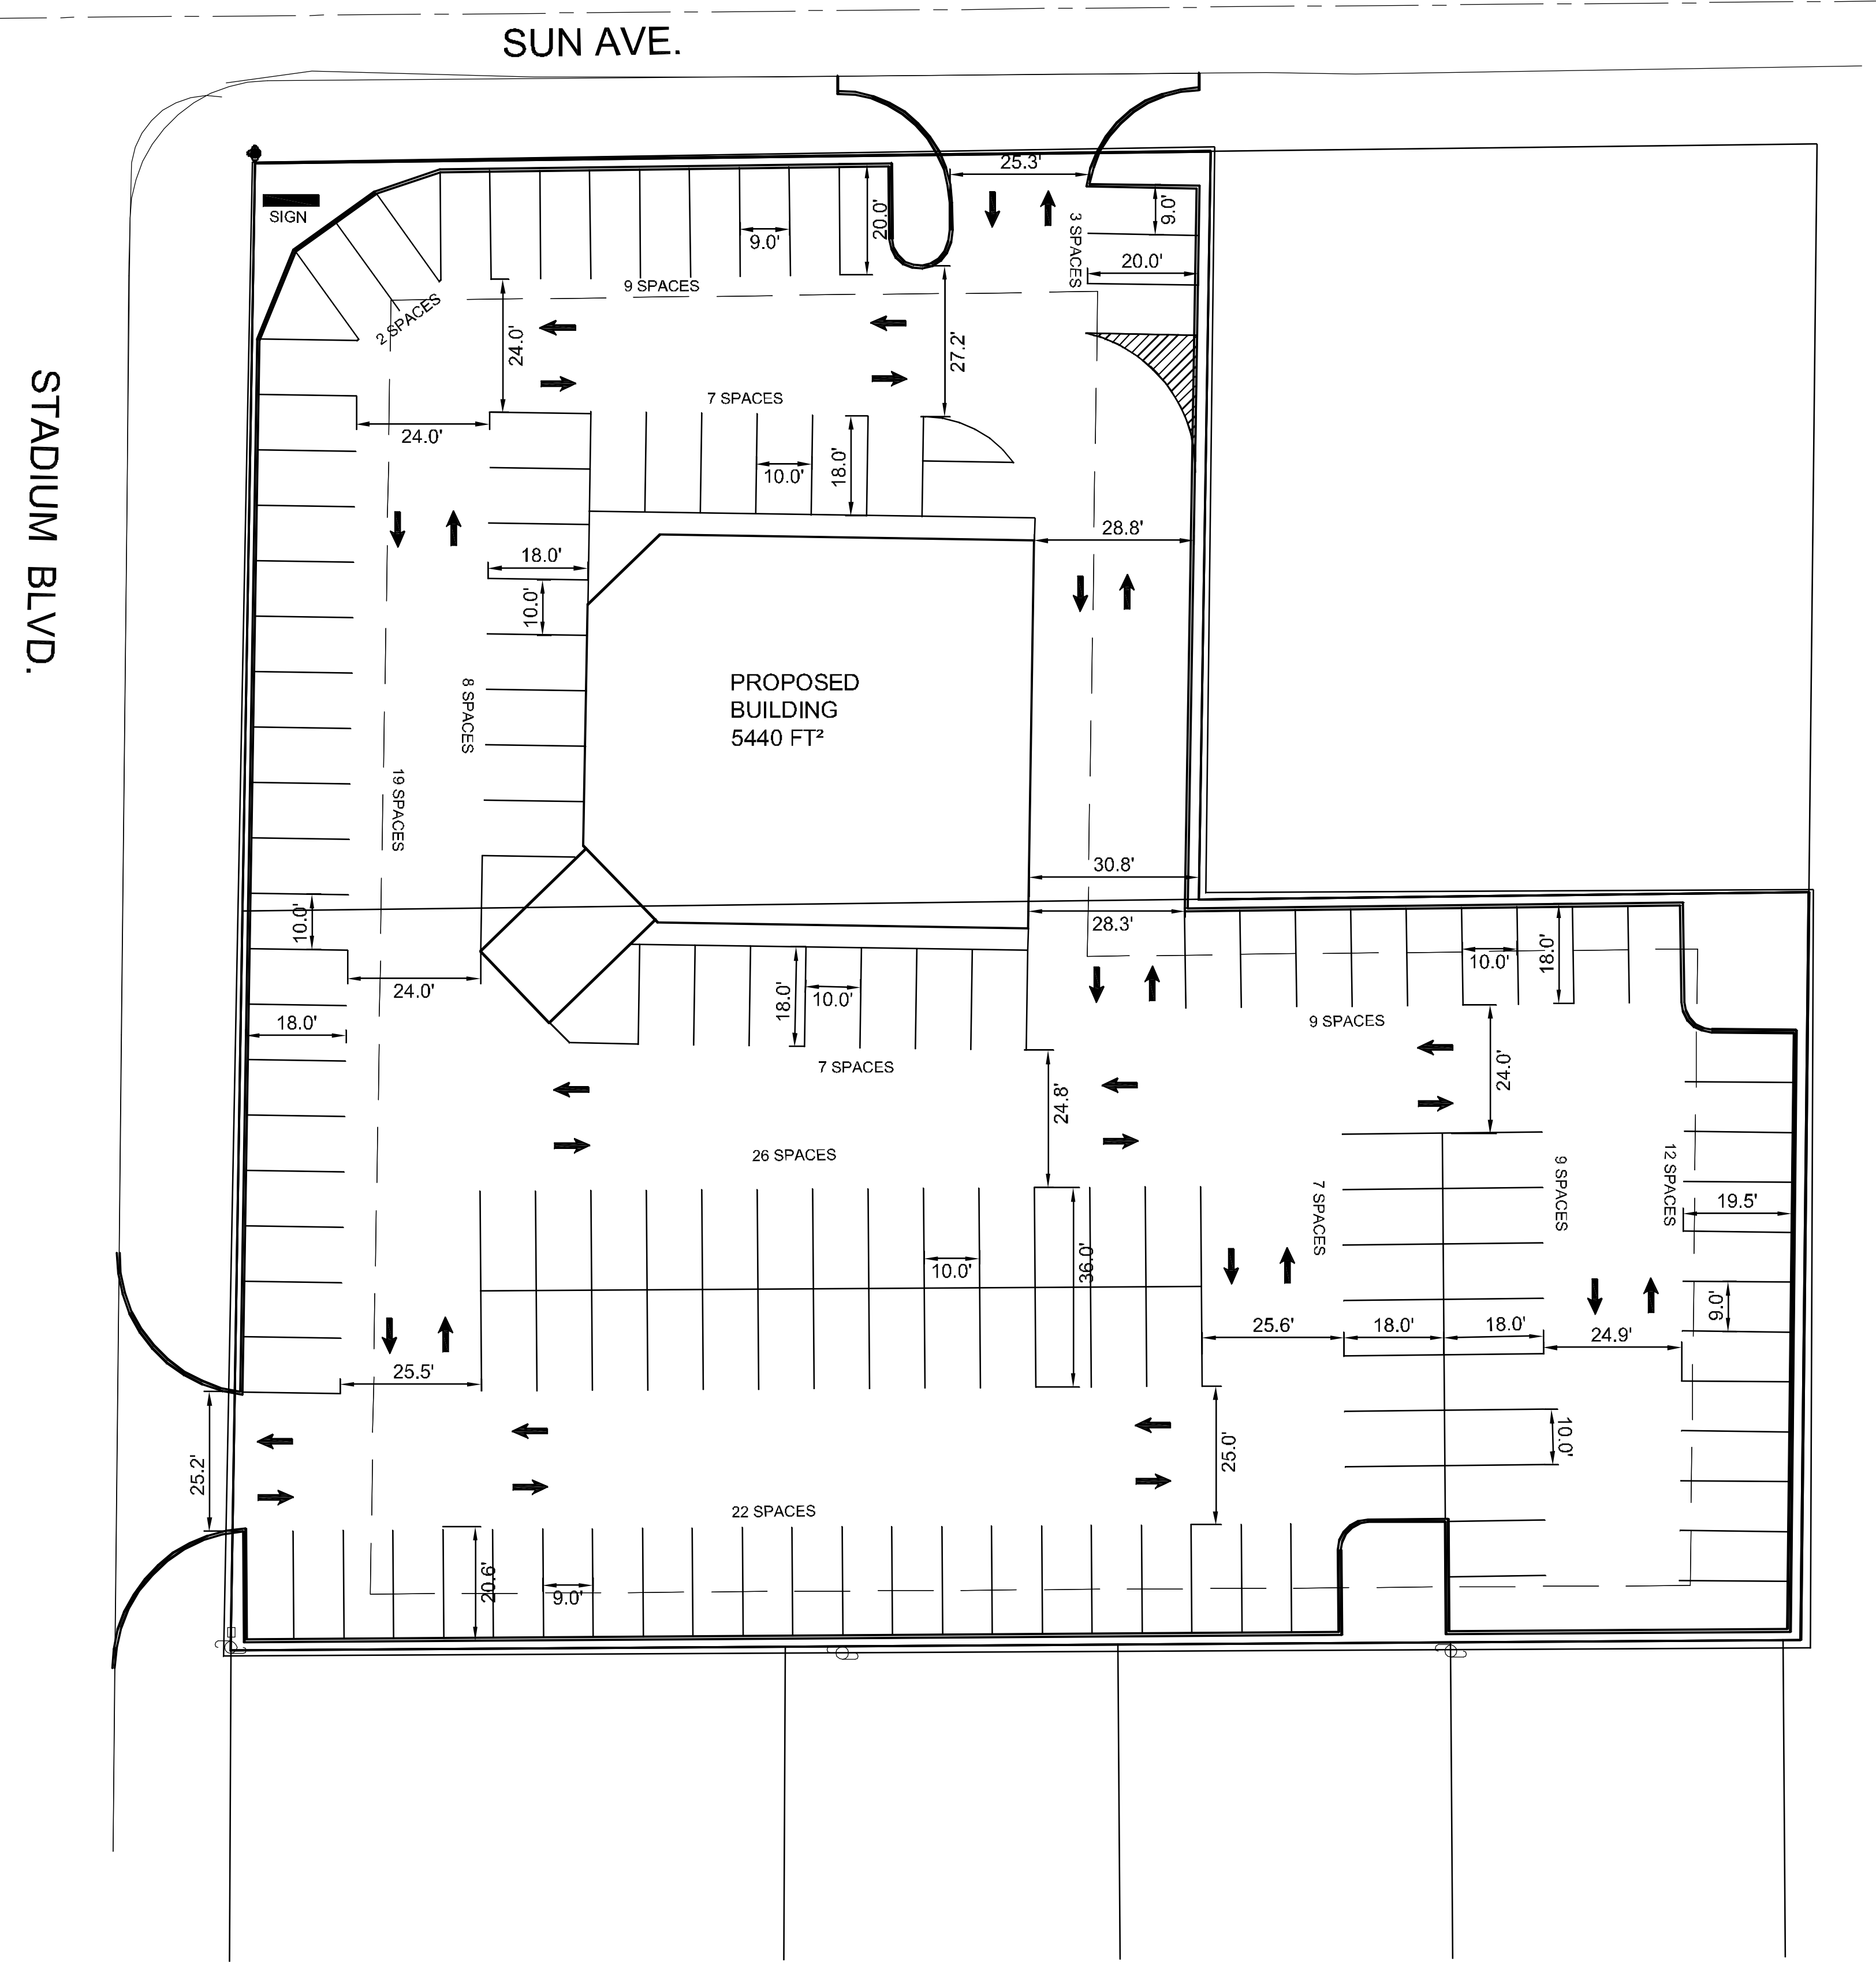 SUN AVE.
STADIUM BLVD.
SIGN
25.3'
9.0'
20.0'
9.0'
3 SPACES
20.0'
9 SPACES
2 SPACES
24.0'
27.2'
7 SPACES
24.0'
10.0'
18.0'
28.8'
18.0'
10.0'
PROPOSED
BUILDING
5440 FT²
8 SPACES
19 SPACES
30.8'
10.0'
28.3'
24.0'
18.0'
18.0'
10.0'
10.0'
18.0'
9 SPACES
7 SPACES
24.8'
24.0'
26 SPACES
7 SPACES
9 SPACES
12 SPACES
19.5'
10.0'
36.0'
9.0'
25.6'
18.0'
18.0'
24.9'
25.5'
25.2'
25.0'
10.0'
22 SPACES
20.6'
9.0'